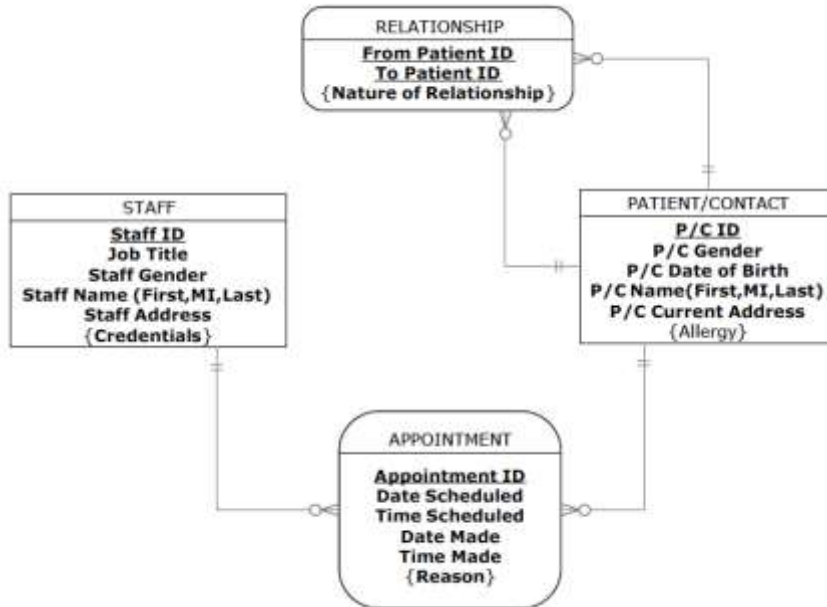 RELATIONSHIP
From Patient ID
To Patient ID
{Nature of Relationship}
STAFF
Staff ID
Job Title
Staff Gender
Staff Name (First,MI,Last)
Staff Address
{Credentials}
PATIENT/CONTACT
P/C ID
P/C Gender
P/C Date of Birth
P/C Name(First,MI,Last)
P/C Current Address
{Allergy}
APPOINTMENT
Appointment ID
Date Scheduled
Time Scheduled
Date Made
Time Made
{Reason}